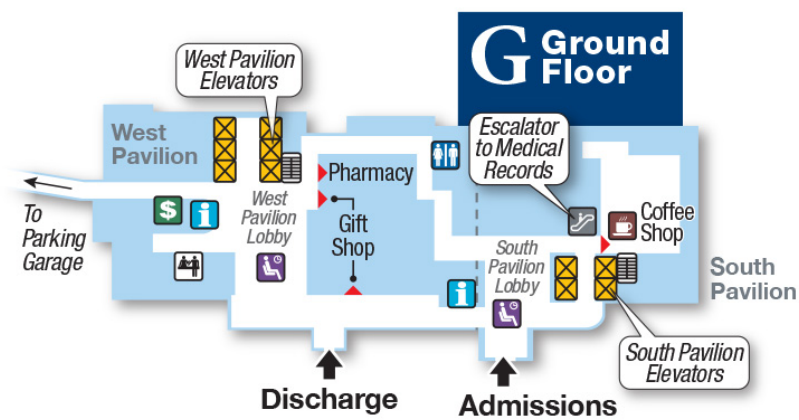 G Ground
Floor
West Pavilion
Elevators
West
Pavilion
Escalator
to Medical
Records
Pharmacy
To
Parking
Garage
$
i
West
Pavilion
Lobby
Gift
Shop
Coffee
Shop
South
Pavilion
Lobby
i
South
Pavilion
South Pavilion
Elevators
Discharge
Admissions